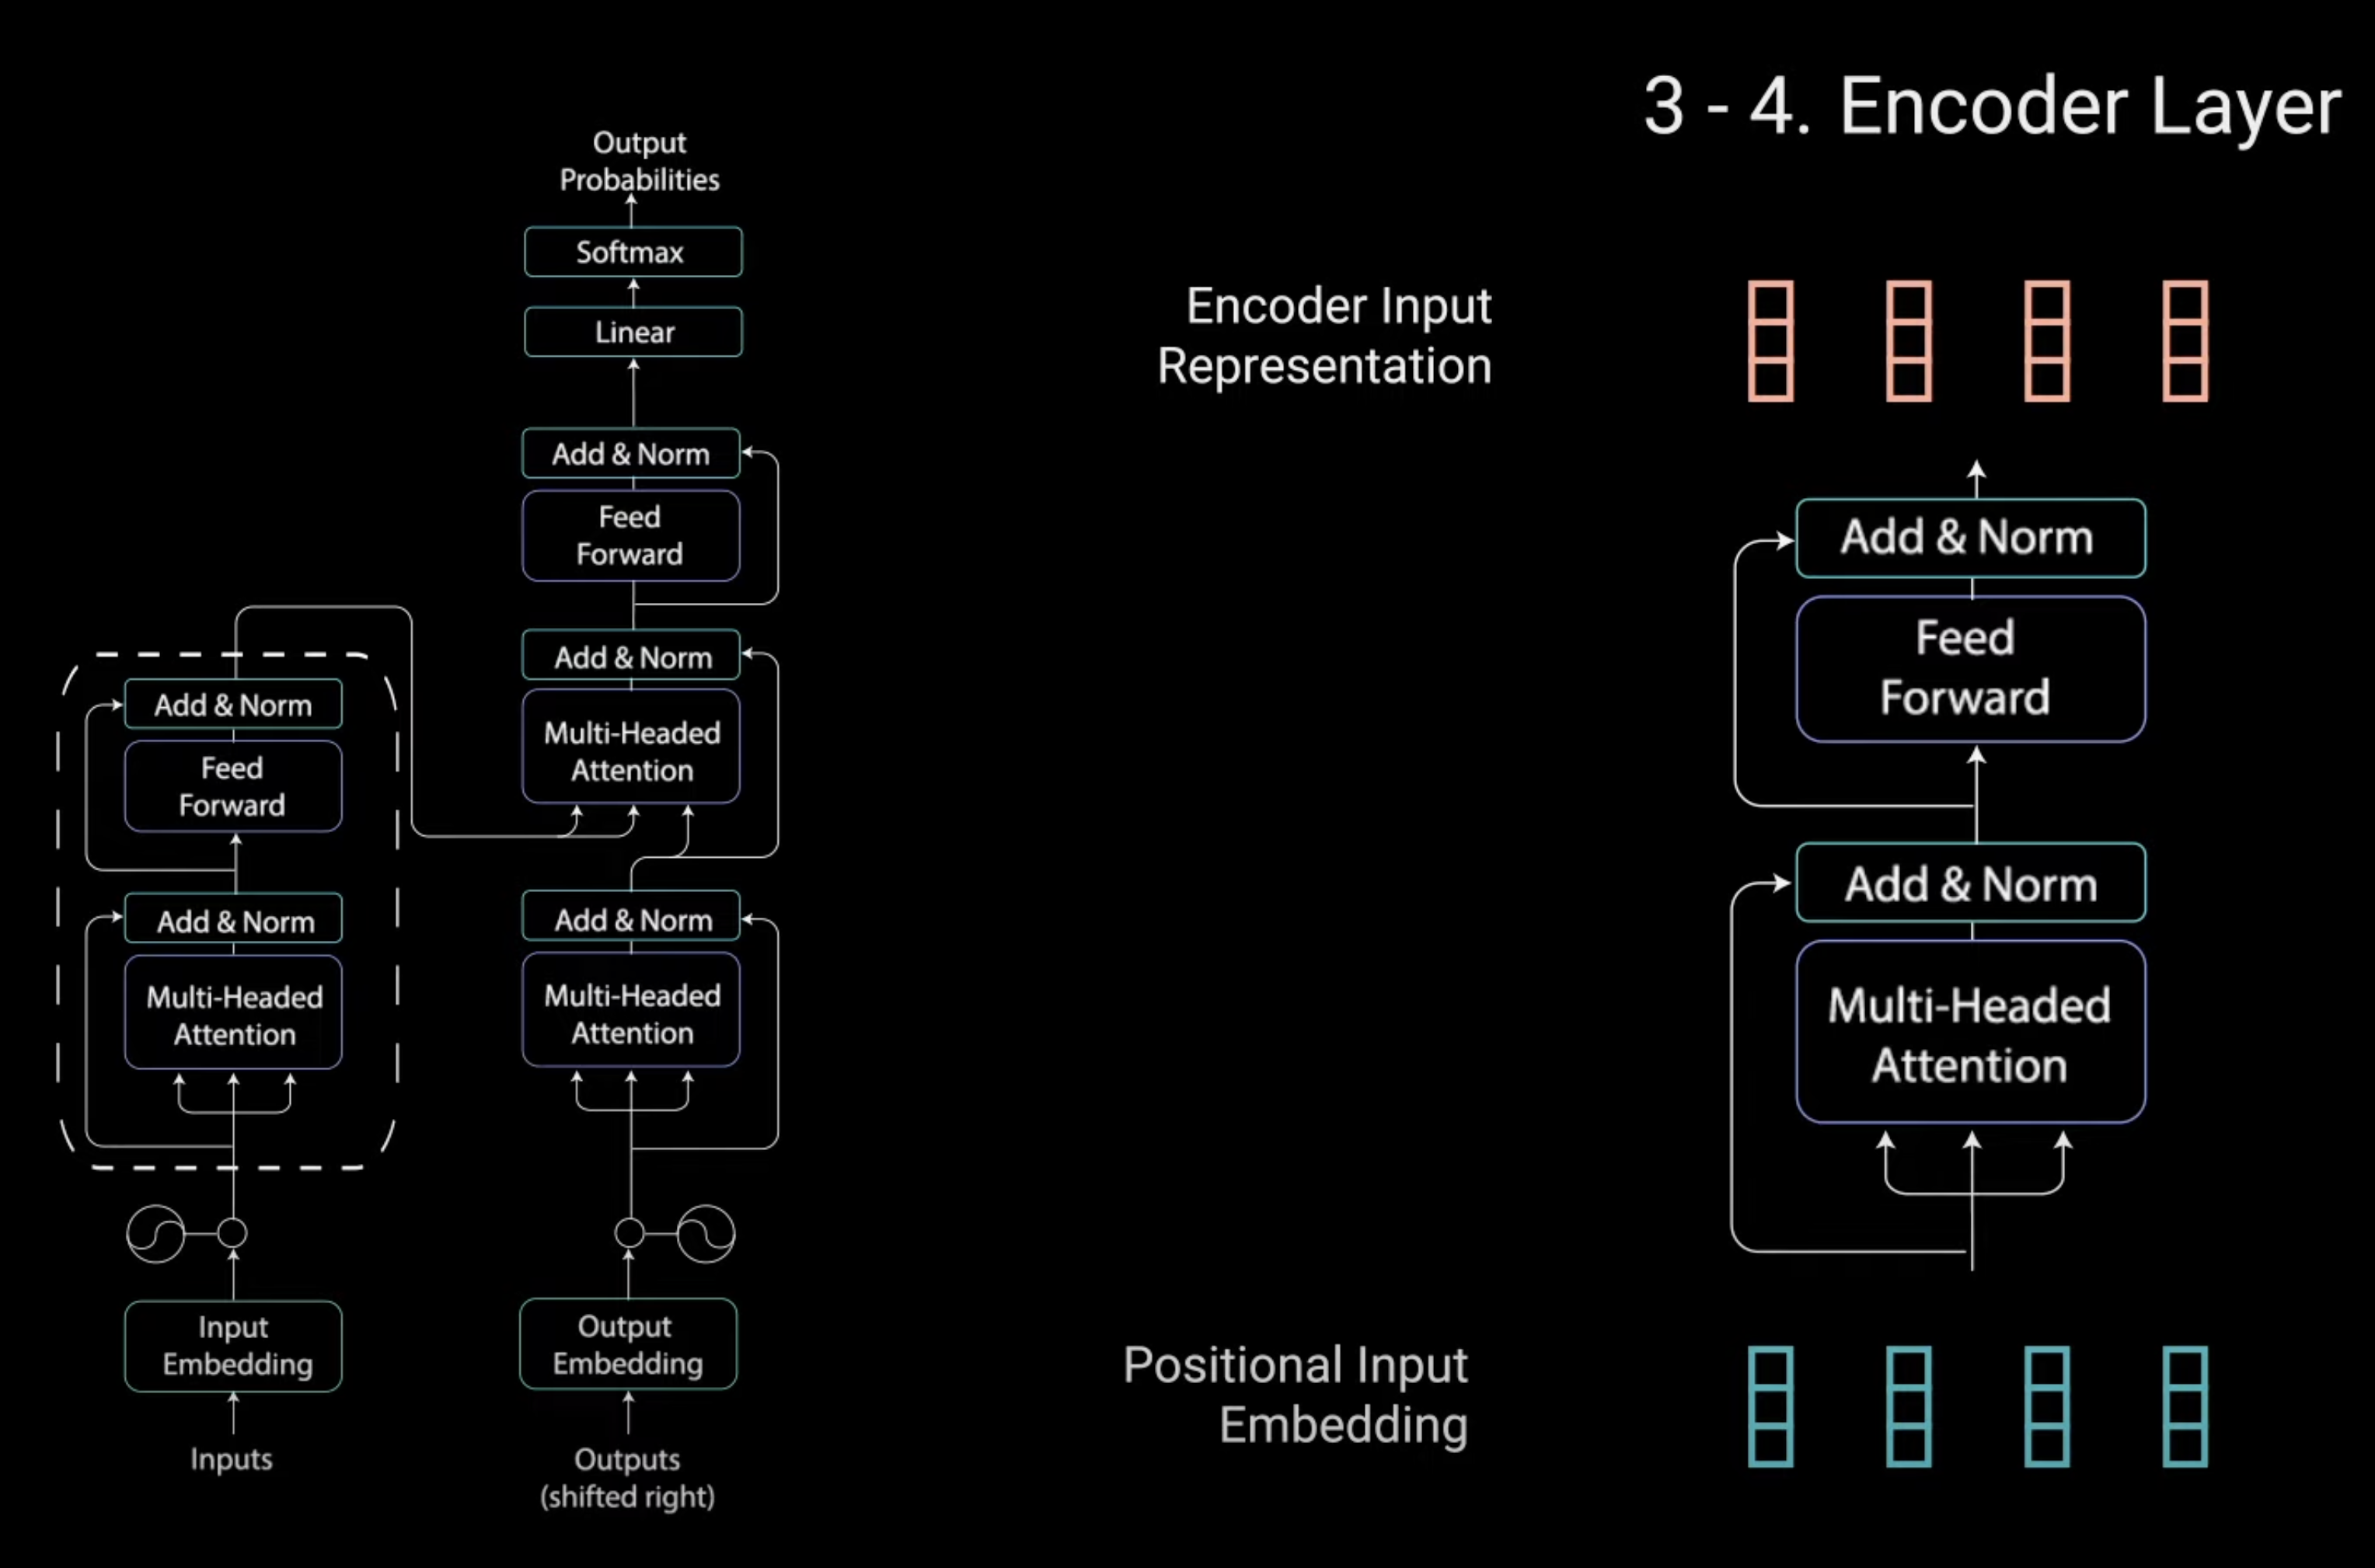 3 - 4. Encoder Layer
Output
Probabilities
Softmax
Linear
Add & Norm
Feed
Forward
Add & Norm
Multi-Headed
Attention
Add & Norm
Multi-Headed
Attention
Output
Embedding
Outputs
(shifted right)
Add & Norm
Feed
Forward
Add & Norm
Multi-Headed
Attention
Input
Embedding
Inputs
Encoder Input
Representation
Add & Norm
Feed
Forward
Add & Norm
Multi-Headed
Attention
Positional Input
Embedding